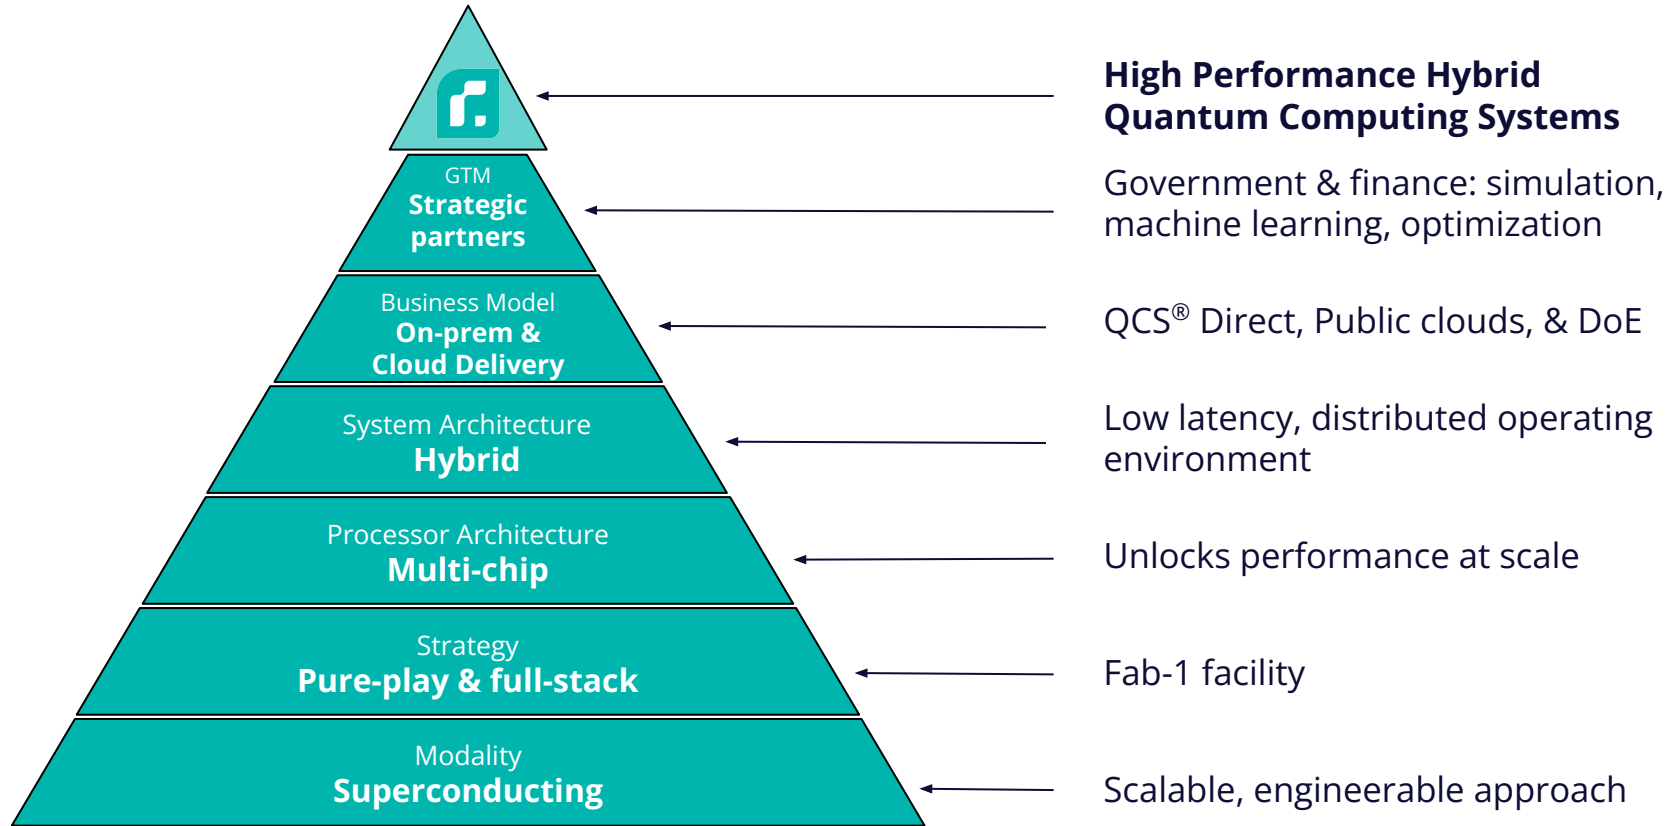 r.
High Performance Hybrid
Quantum Computing Systems
GTM
Strategic
partners
Government & finance: simulation,
machine learning, optimization
Business Model
On-prem &
Cloud Delivery
QCS® Direct, Public clouds, & DoE
System Architecture
Hybrid
Low latency, distributed operating
environment
Processor Architecture
Multi-chip
Unlocks performance at scale
Strategy
Pure-play & full-stack
Fab-1 facility
Modality
Superconducting
Scalable, engineerable approach